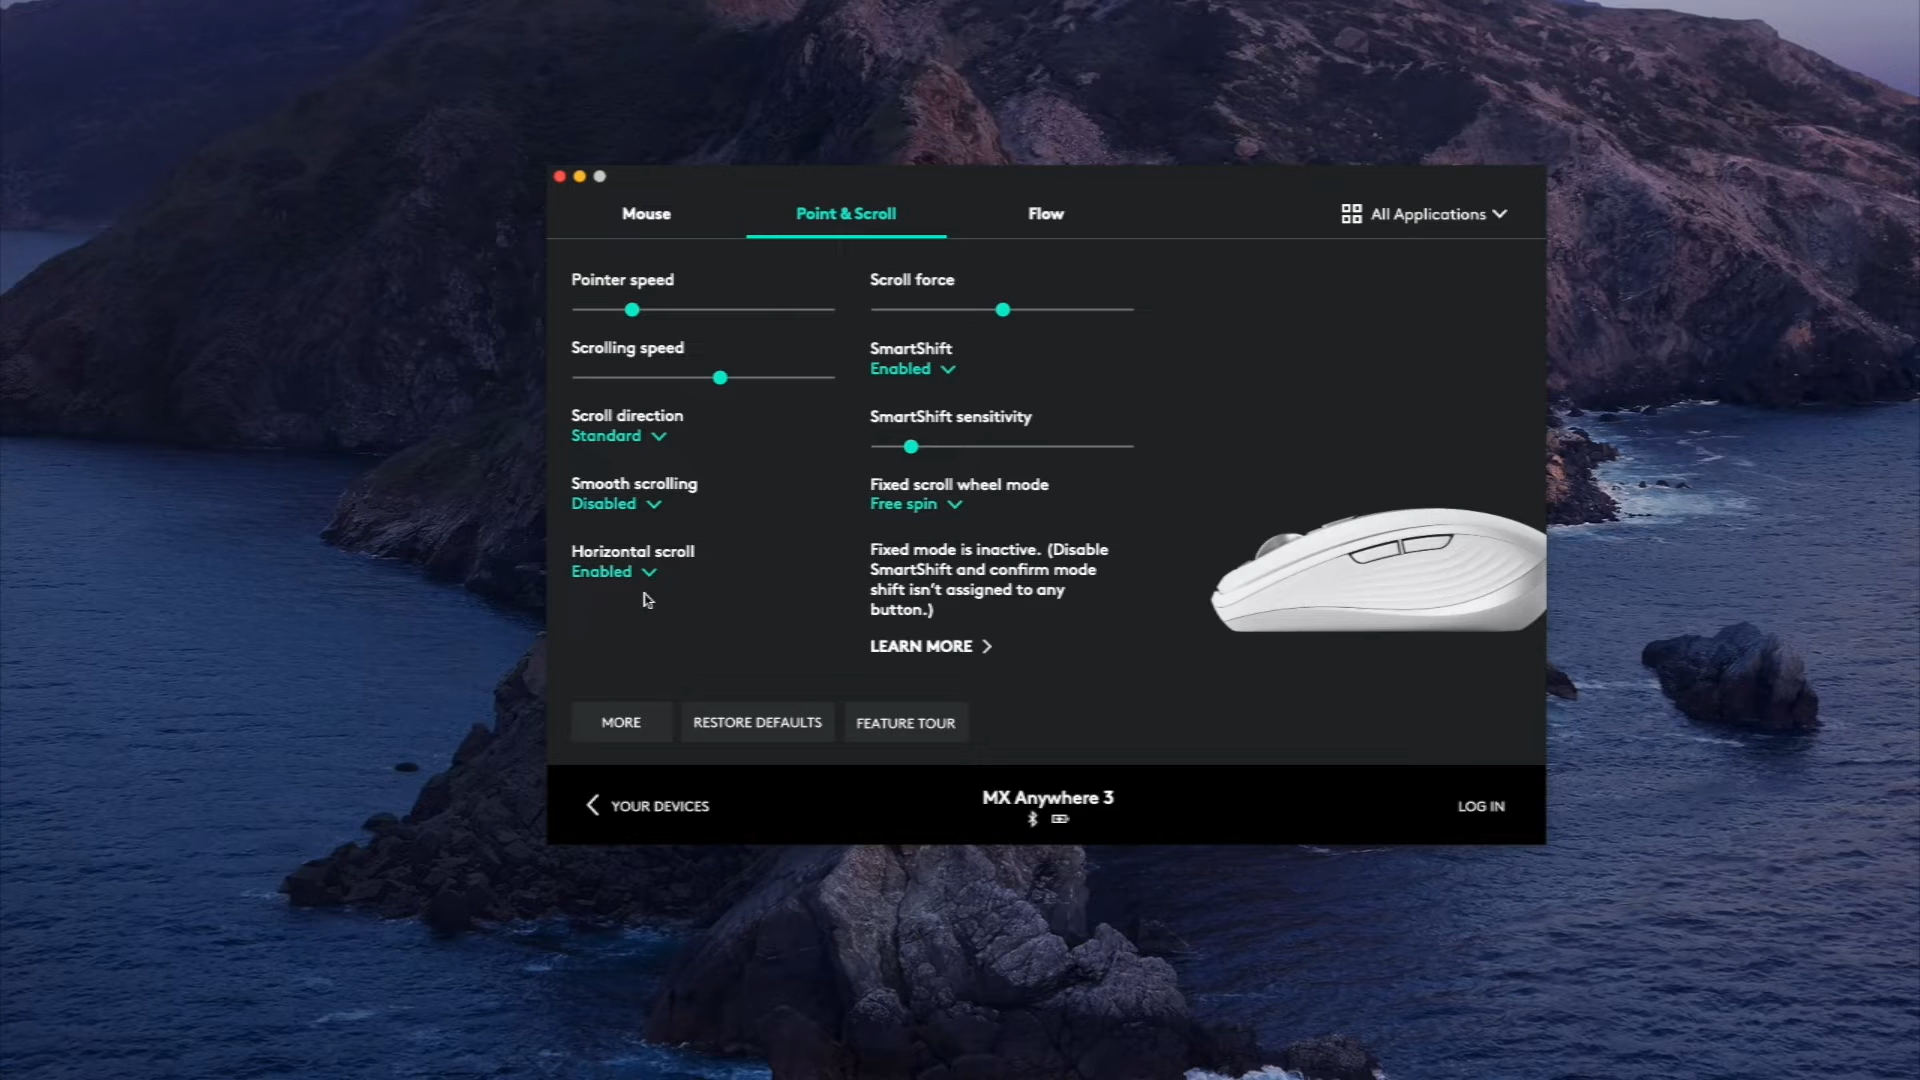 Mouse
Point & Scroll
Flow
All Applications
Pointer speed
Scrolling speed
Scroll direction
Standard
Smooth scrolling
Disabled
Horizontal scroll
Enabled
Scroll force
SmartShift
Enabled
SmartShift sensitivity
Fixed scroll wheel mode
Free spin
Fixed mode is inactive. (Disable
SmartShift and confirm mode
shift isn't assigned to any
button.)
LEARN MORE
MORE
RESTORE DEFAULTS
FEATURE TOUR
YOUR DEVICES
MX Anywhere 3
LOG IN